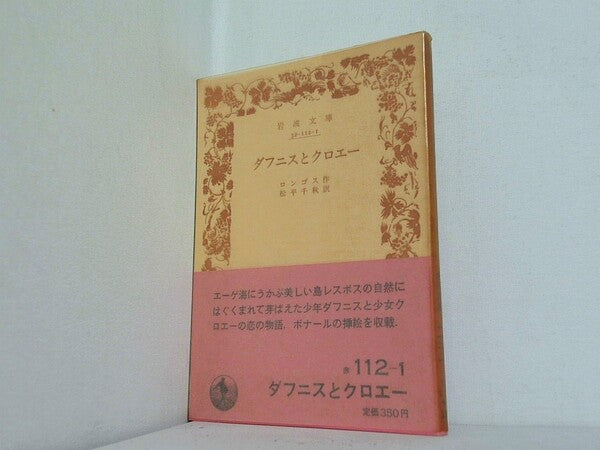 岩波文庫
32-112-1
ダフニスとクロエー
ロンゴス作
松平千秋訳
エーゲ海にうかぶ美しい島レスボスの自然に
はぐくまれて芽ばえた少年ダフニスと少女ク
ロエーの恋の物語．ボナールの挿絵を収載．
赤 112-1
ダフニスとクロエー
定価350円